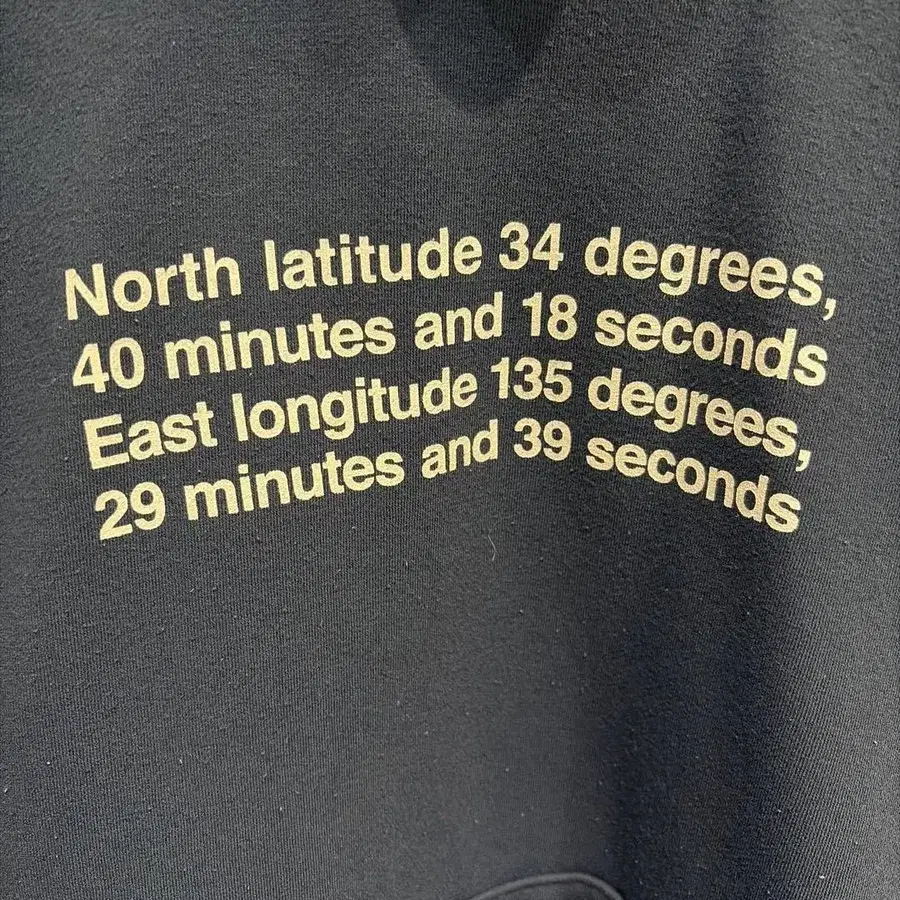 North latitude 34 degrees,
40 minutes and 18 seconds
East longitude 135 degrees,
29 minutes and 39 seconds